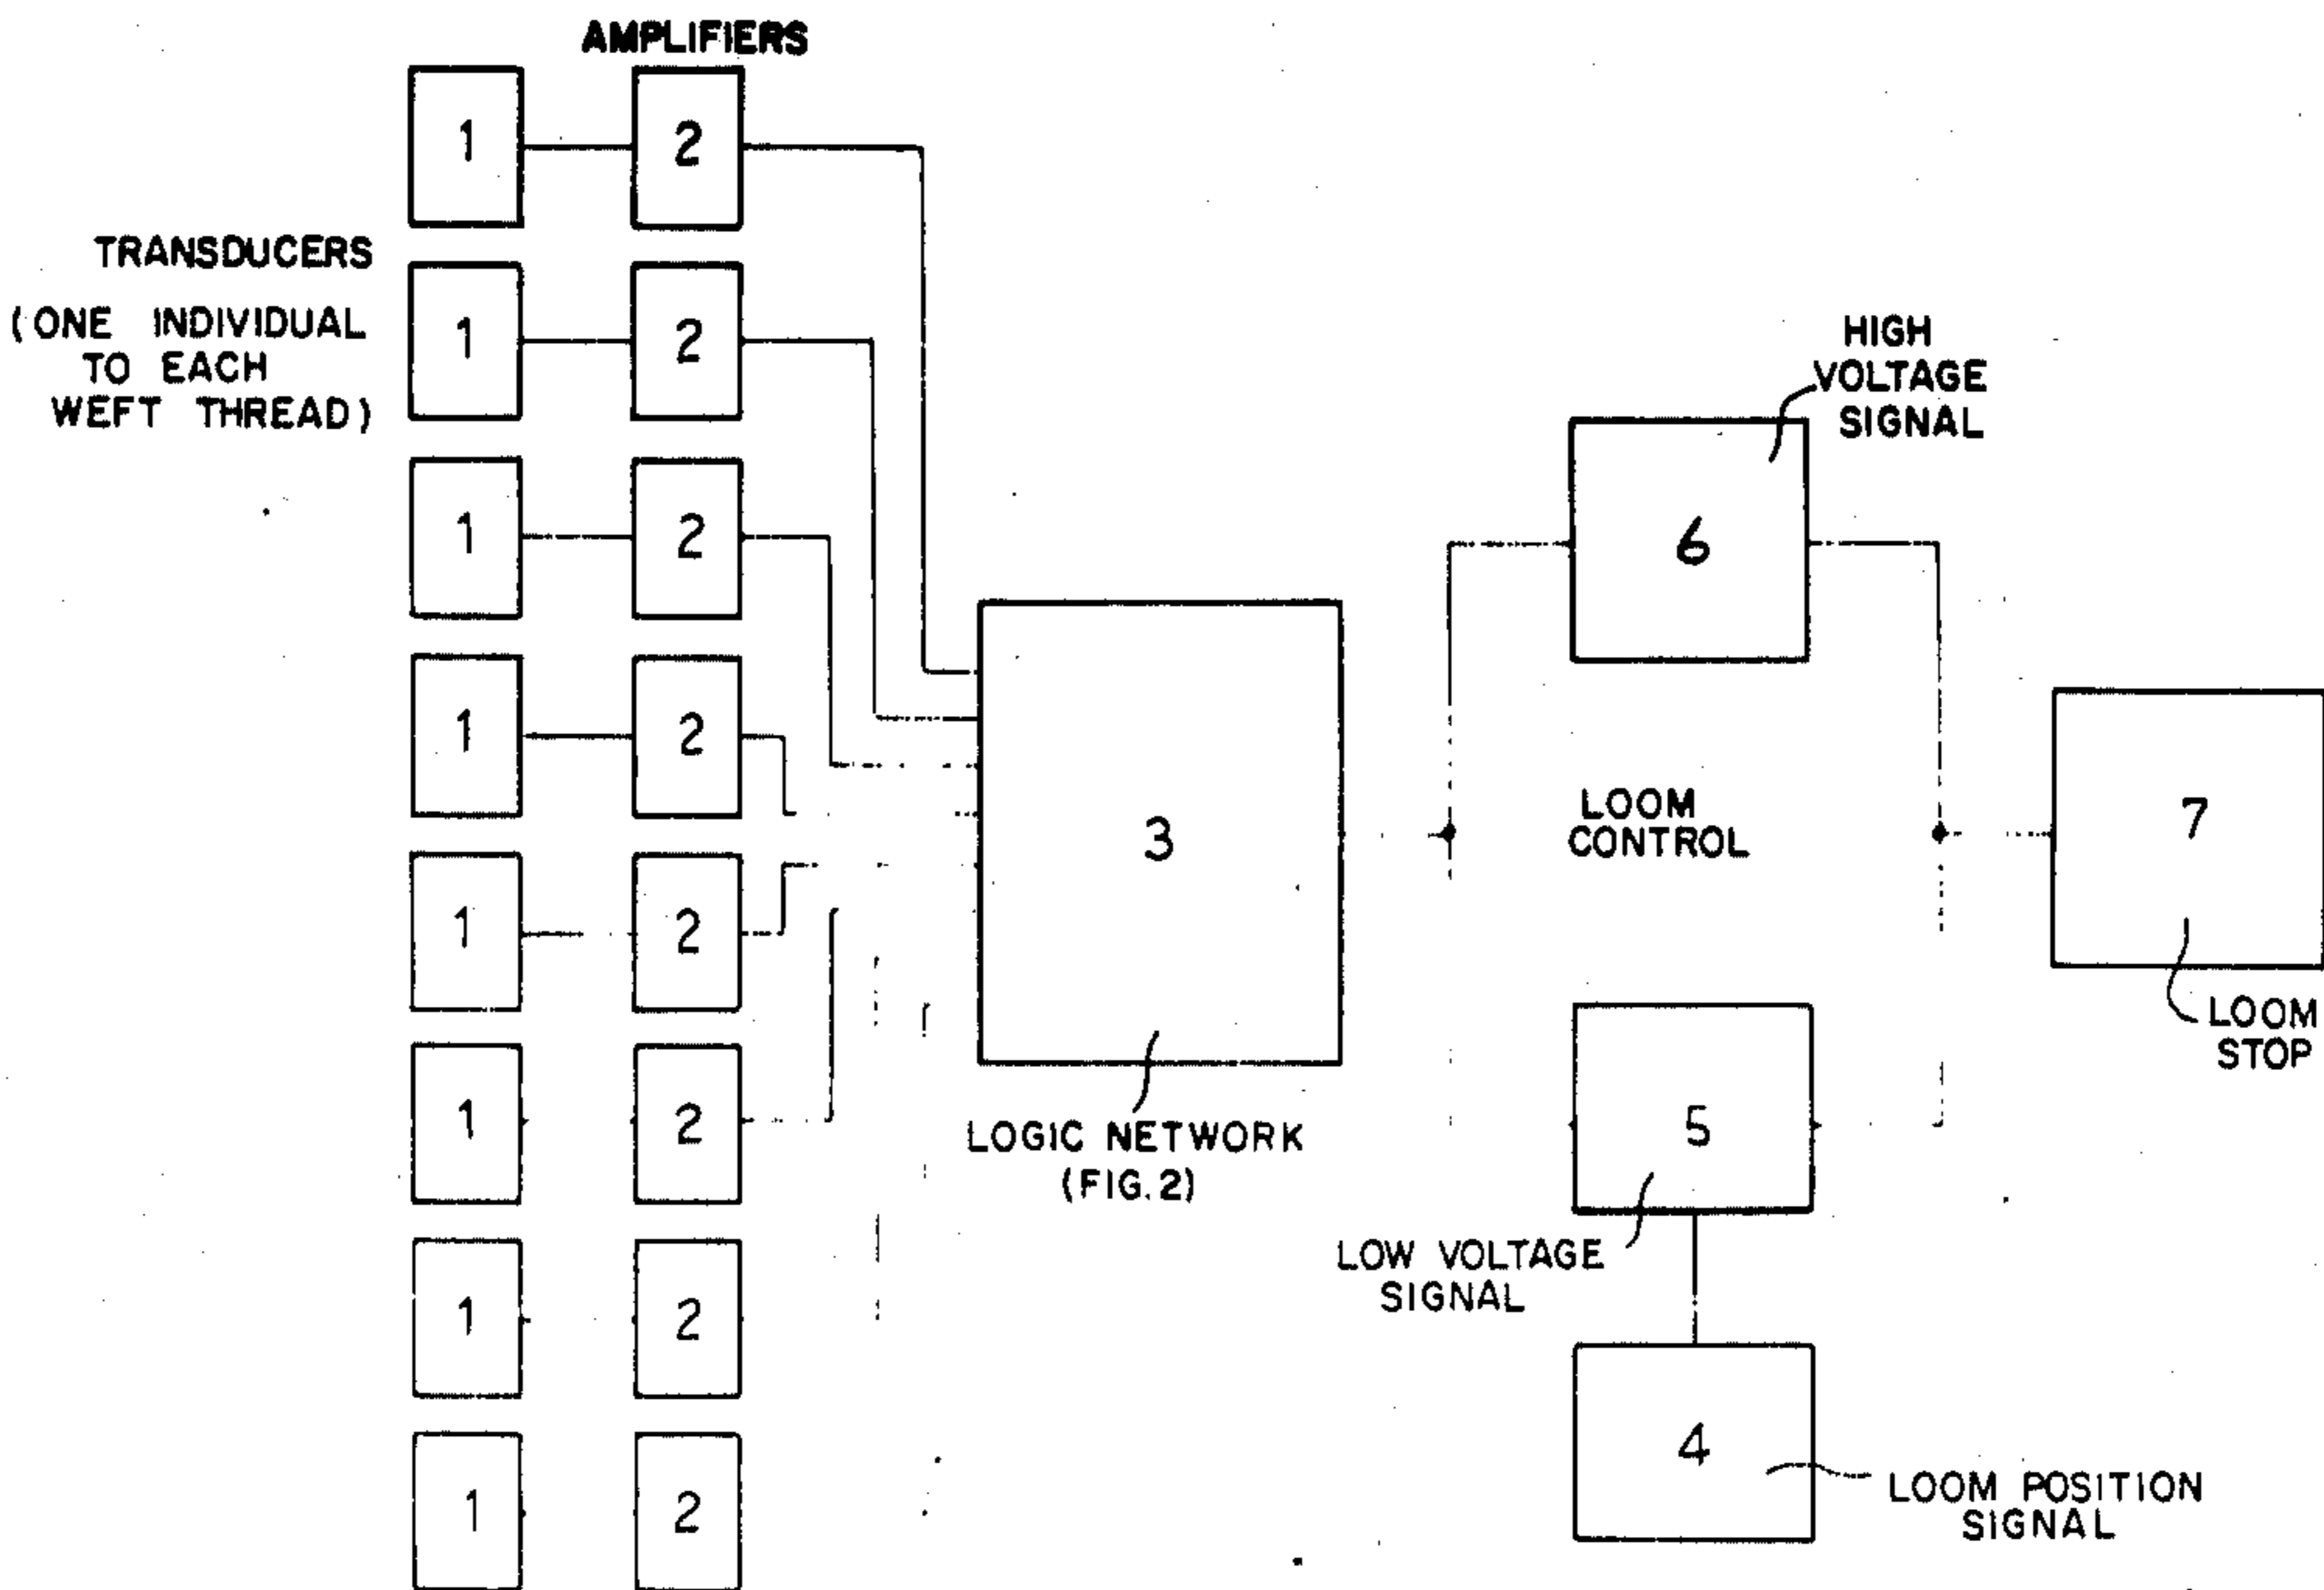 AMPLIFIERS
1 2
TRANSDUCERS
(ONE INDIVIDUAL
TO EACH
WEFT THREAD)
1 2
1 2
1 2
1 2
1 2
1 2
1 2
3
LOGIC NETWORK
(FIG. 2)
HIGH
VOLTAGE
SIGNAL
6
LOOM
CONTROL
7
LOOM
STOP
5
LOW VOLTAGE
SIGNAL
4
LOOM POSITION
SIGNAL